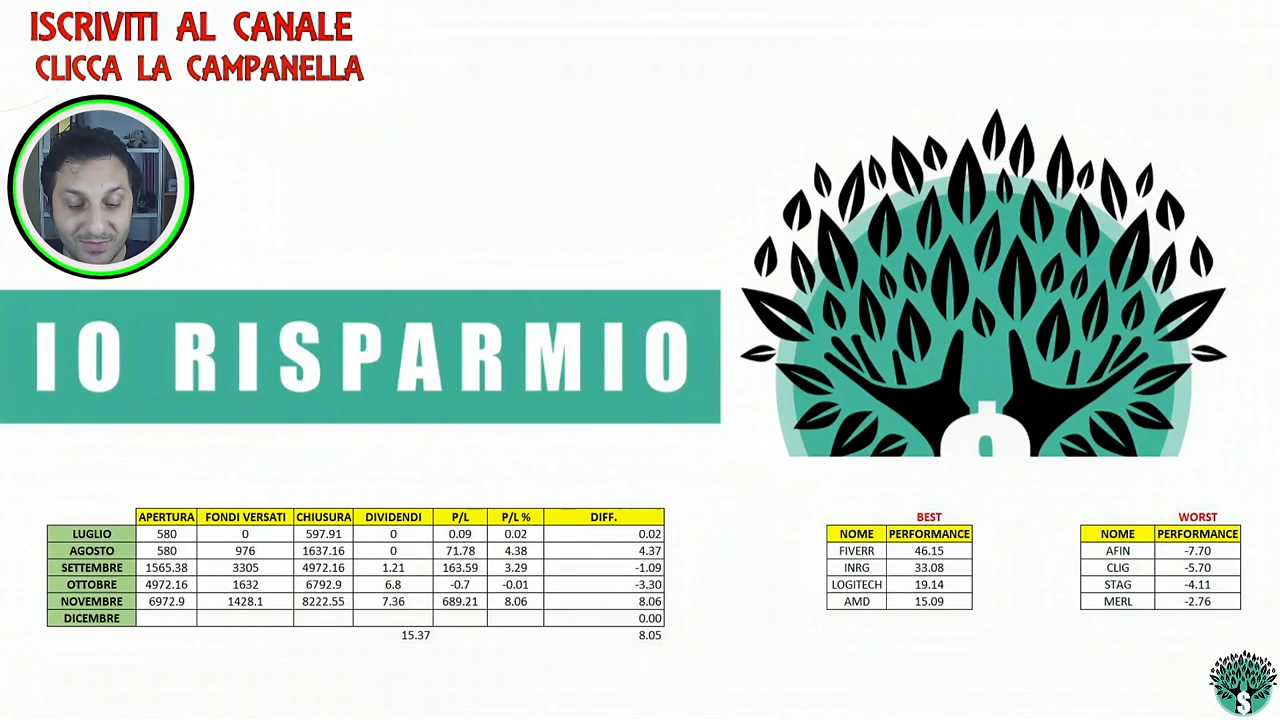 ISCRIVITI AL CANALE
CLICCA LA CAMPANELLA
IO RISPARMIO
$
APERTURA FONDI VERSATI CHIUSURA DIVIDENDI P/L P/L % DIFF.
LUGLIO 580 0 597.91 0 0.09 0.02 0.02
AGOSTO 580 976 1637.16 0 71.78 4.38 4.37
SETTEMBRE 1565.38 3305 4972.16 1.21 163.59 3.29 -1.09
OTTOBRE 4972.16 1632 6792.9 6.8 -0.7 -0.01 -3.30
NOVEMBRE 6972.9 1428.1 8222.55 7.36 689.21 8.06 8.06
DICEMBRE 0.00
15.37 8.05
BEST
NOME PERFORMANCE
FIVERR 46.15
INRG 33.08
LOGITECH 19.14
AMD 15.09
WORST
NOME PERFORMANCE
AFIN -7.70
CLIG -5.70
STAG -4.11
MERL -2.76
$